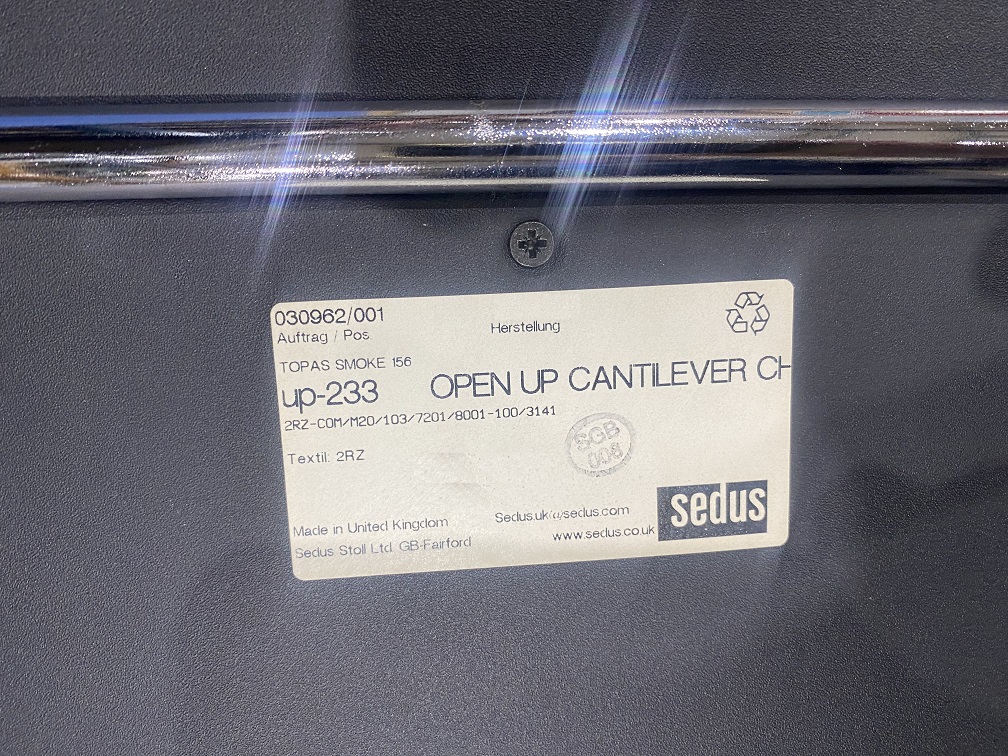 030962/001
Auftrag / Pos
Herstellung
TOPAS SMOKE 156
up-233 OPEN UP CANTILEVER CH
2RZ-COM/M20/103/7201/8001-100/3141
SGB
008
Textil: 2RZ
Made in United Kingdom
Sedus Stoll Ltd. GB-Fairford
Sedus.uk@sedus.com
www.sedus.co.uk
sedus